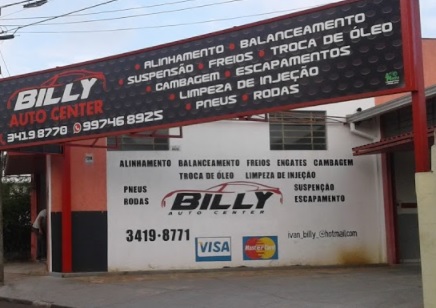 ALINHAMENTO • BALANCEAMENTO
SUSPENSÃO • FREIOS • TROCA DE ÓLEO
CAMBAGEM • ESCAPAMENTOS
LIMPEZA DE INJEÇÃO
PNEUS • RODAS
BILLY
AUTO CENTER
3419 8770 99746 8925
ALINHAMENTO BALANCEAMENTO FREIOS ENGATES CAMBAGEM
TROCA DE ÓLEO LIMPEZA DE INJEÇÃO
PNEUS
RODAS
BILLY
AUTO CENTER
SUSPENÇÃO
ESCAPAMENTO
3419-8771
VISA
MasterCard
ivan_billy_@hotmail.com